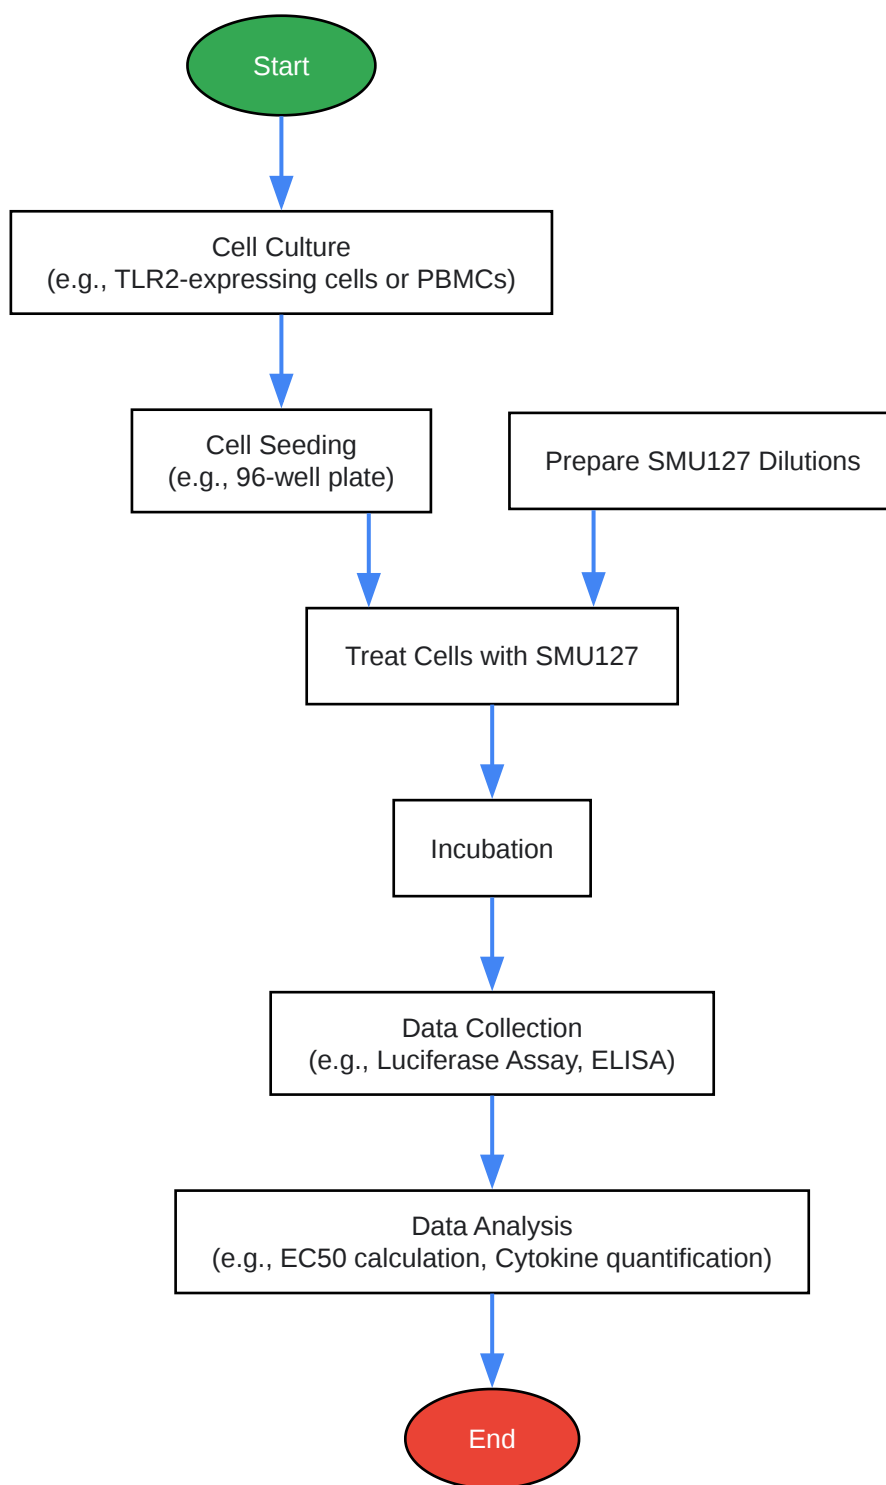 Start
Cell Culture
(e.g., TLR2-expressing cells or PBMCs)
Cell Seeding
(e.g., 96-well plate)
Prepare SMU127 Dilutions
Treat Cells with SMU127
Incubation
Data Collection
(e.g., Luciferase Assay, ELISA)
Data Analysis
(e.g., EC50 calculation, Cytokine quantification)
End